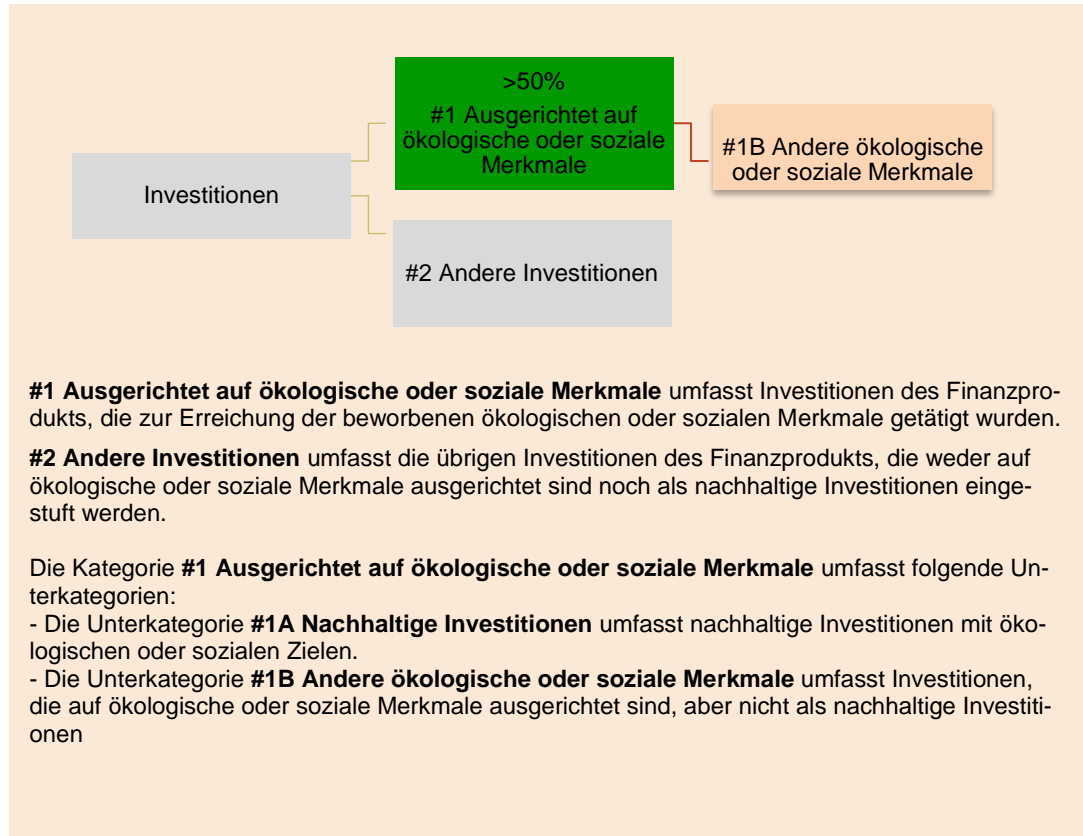 >50%
#1 Ausgerichtet auf
ökologische oder soziale
Merkmale
#1B Andere ökologische
oder soziale Merkmale
Investitionen
#2 Andere Investitionen
#1 Ausgerichtet auf ökologische oder soziale Merkmale umfasst Investitionen des Finanzpro-
dukts, die zur Erreichung der beworbenen ökologischen oder sozialen Merkmale getätigt wurden.
#2 Andere Investitionen umfasst die übrigen Investitionen des Finanzprodukts, die weder auf
ökologische oder soziale Merkmale ausgerichtet sind noch als nachhaltige Investitionen einge-
stuft werden.
Die Kategorie #1 Ausgerichtet auf ökologische oder soziale Merkmale umfasst folgende Un-
terkategorien:
- Die Unterkategorie #1A Nachhaltige Investitionen umfasst nachhaltige Investitionen mit öko-
logischen oder sozialen Zielen.
- Die Unterkategorie #1B Andere ökologische oder soziale Merkmale umfasst Investitionen,
die auf ökologische oder soziale Merkmale ausgerichtet sind, aber nicht als nachhaltige Investiti-
onen